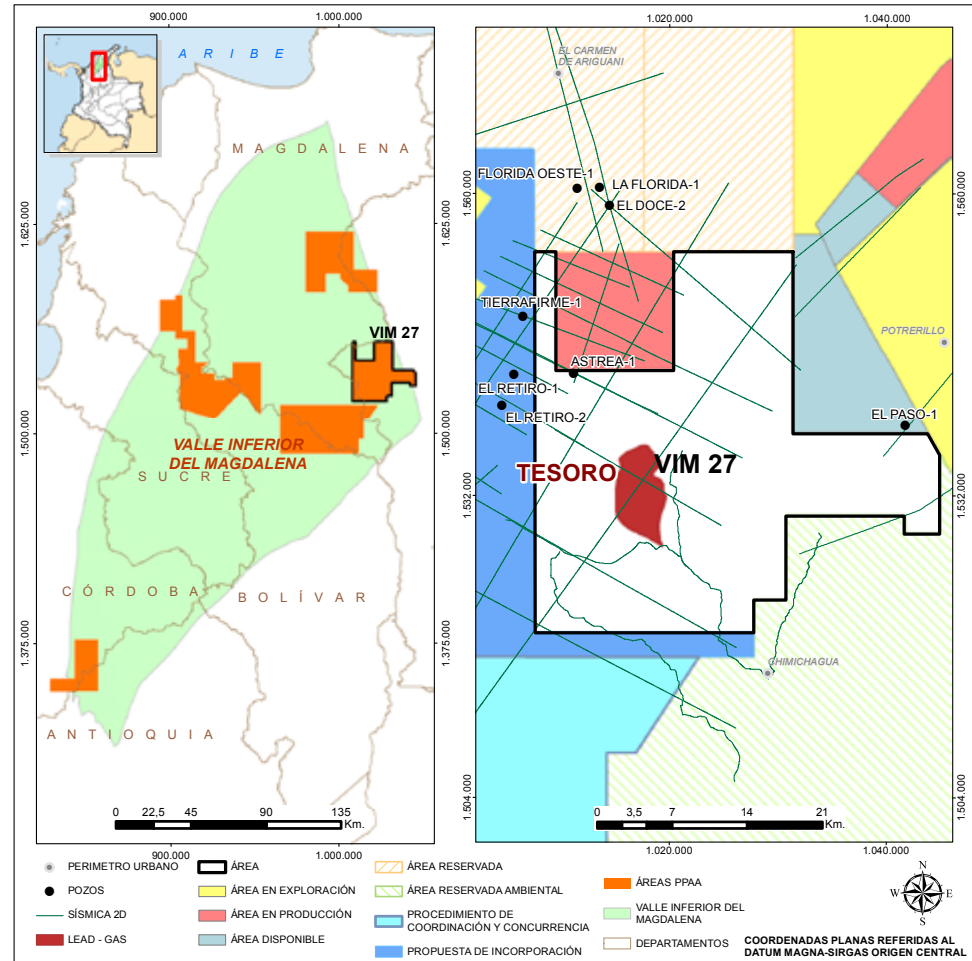 900.000
1.000.000
A R I B E
M A G D A L E N A
1.625.000
1.625.000
VIM 27
1.500.000
1.500.000
VALLE INFERIOR
DEL MAGDALENA
S U C R E
C Ó R D O B A
B O L Í V A R
1.375.000
1.375.000
A N T I O Q U I A
0 22,5 45 90 135
Km.
900.000
1.000.000
1.020.000
1.040.000
EL CARMEN
DE ARIGUANI
FLORIDA OESTE-1
LA FLORIDA-1
EL DOCE-2
1.560.000
1.560.000
TIERRAFIRME-1
POTRERILLO
ASTREA-1
EL RETIRO-1
EL RETIRO-2
EL PASO-1
TESORO
VIM 27
1.532.000
1.532.000
CHIMICHAGUA
1.504.000
1.504.000
0 3,5 7 14 21
Km.
1.020.000
1.040.000
PERIMETRO URBANO
POZOS
SÍSMICA 2D
LEAD - GAS
ÁREA
ÁREA EN EXPLORACIÓN
ÁREA EN PRODUCCIÓN
ÁREA DISPONIBLE
ÁREA RESERVADA
ÁREA RESERVADA AMBIENTAL
PROCEDIMIENTO DE
COORDINACIÓN Y CONCURRENCIA
PROPUESTA DE INCORPORACIÓN
ÁREAS PPAA
VALLE INFERIOR DEL
MAGDALENA
DEPARTAMENTOS
N
W
E
S
COORDENADAS PLANAS REFERIDAS AL
DATUM MAGNA-SIRGAS ORIGEN CENTRAL